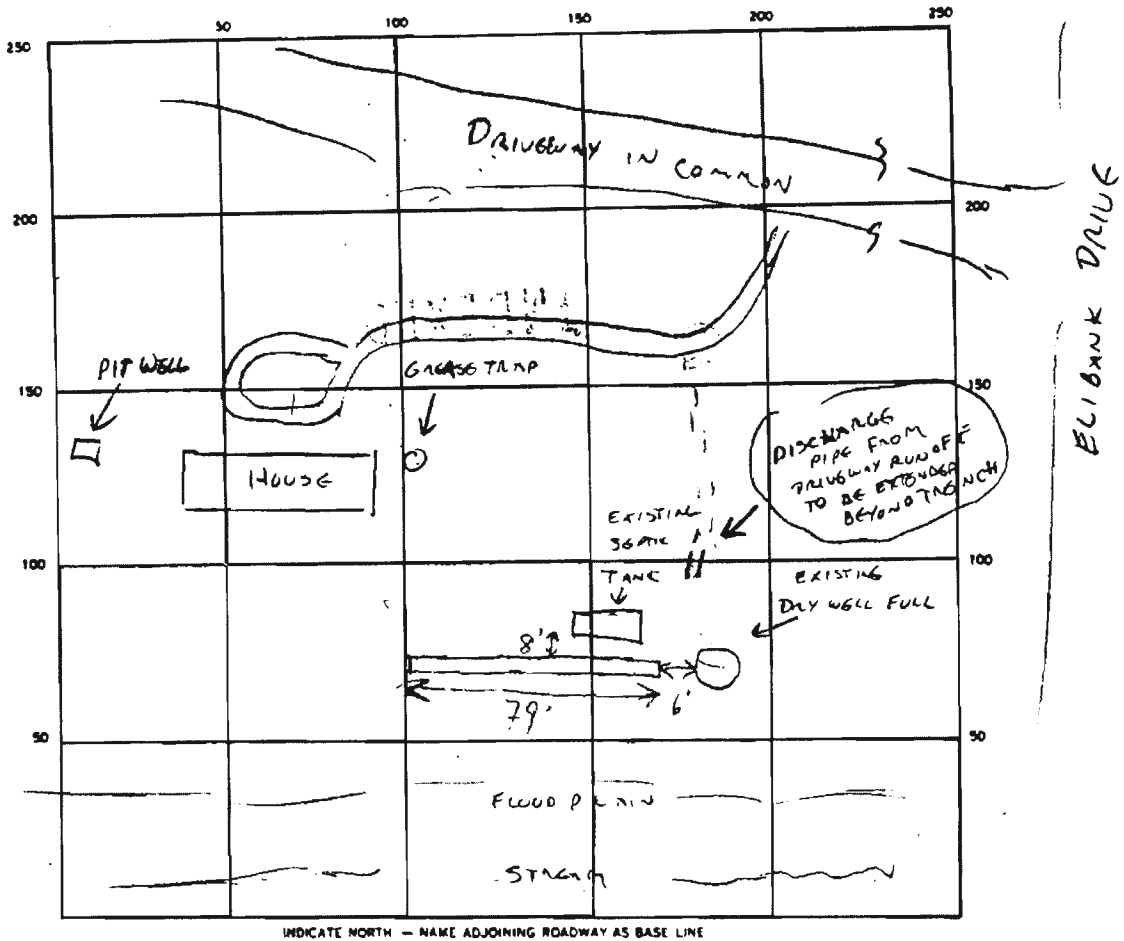 50
100
150
200
250
250
DRIVEWAY IN COMMON
200
200
ELIBANK DRIVE
PIT WELL
GREASE TRAP
150
150
HOUSE
DISCHARGE
PIPE FROM
DRIVEWAY RUNOFF
TO BE EXTENDED
BEYOND TRENCH
EXISTING
SEPTIC
TANK
100
100
EXISTING
DRY WELL FULL
8'
79'
6'
50
50
FLOOD PLAIN
STREAM
INDICATE NORTH — NAME ADJOINING ROADWAY AS BASE LINE